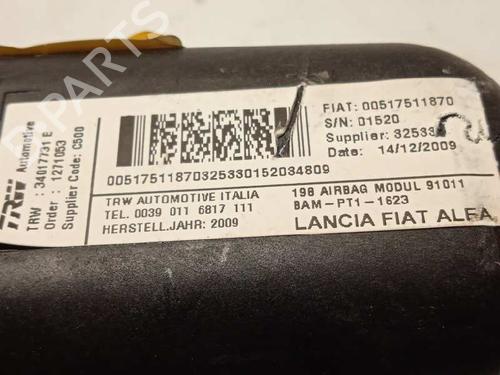 TRW Automotive
TRW : 34017731 E
Order : 1271053
Supplier Code: C500
FIAT: 00517511870
S/N: 01520
Supplier: 32533
Date: 14/12/2009
00517511870325330152034809
TRW AUTOMOTIVE ITALIA
TEL. 0039 011 6817 111
HERSTELL.JAHR: 2009
198 AIRBAG MODUL 91011
BAM-PT1-1623
LANCIA FIAT ALFA
B-PARTS